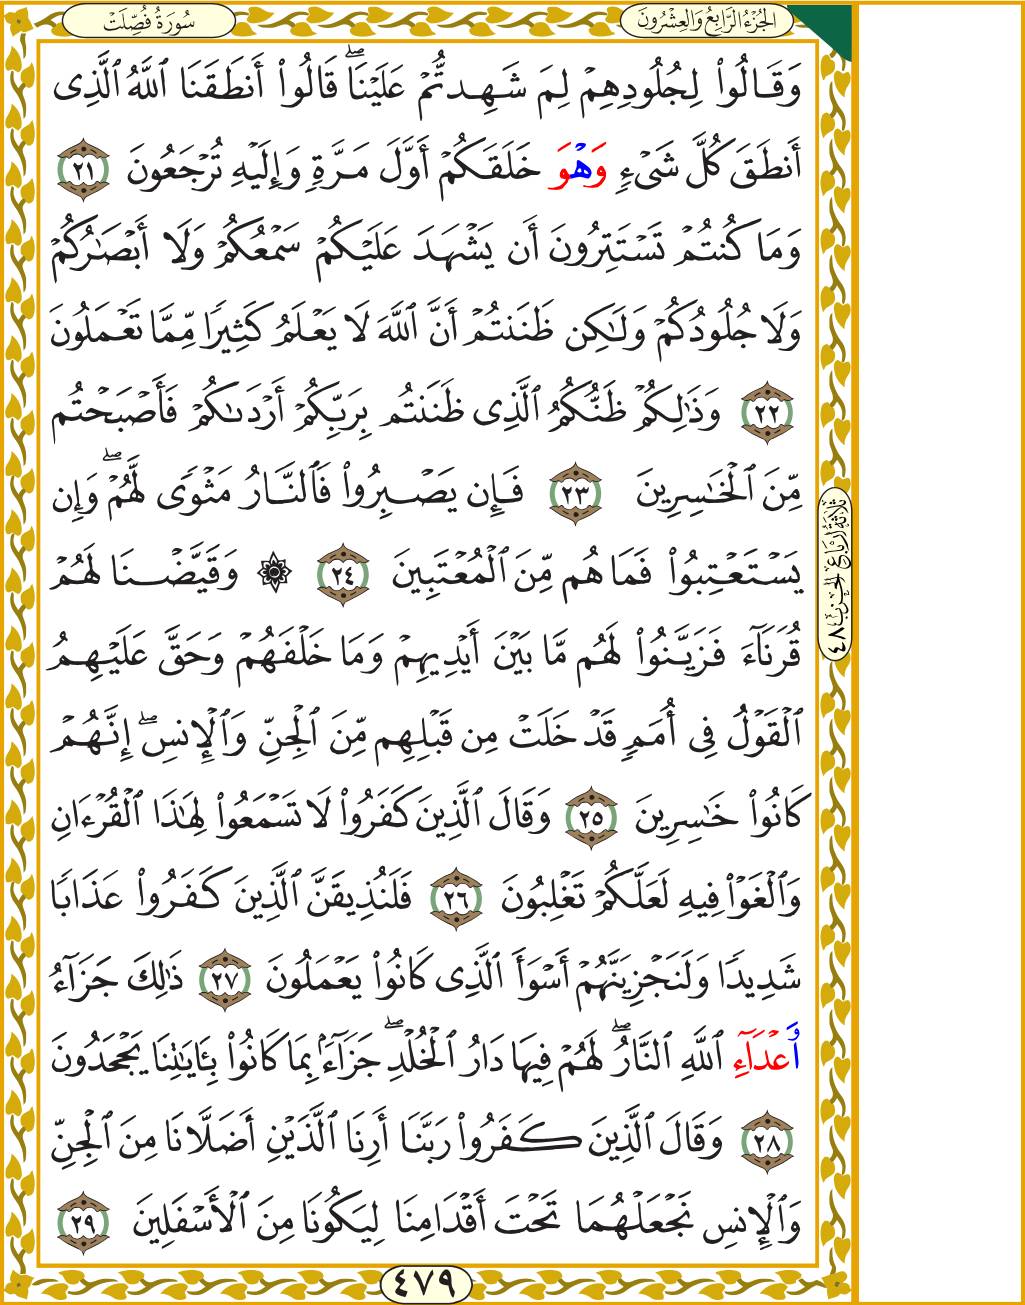 سُورَةُ فُصِّلَتْ
الجُزْءُ الرَّابِعُ وَالعِشْرُونَ
وَقَالُوا۟ لِجُلُودِهِمْ لِمَ شَهِدتُّمْ عَلَيْنَا ۖ قَالُوٓا۟ أَنطَقَنَا ٱللَّهُ ٱلَّذِى
أَنطَقَ كُلَّ شَىْءٍ وَهْوَ خَلَقَكُمْ أَوَّلَ مَرَّةٍ وَإِلَيْهِ تُرْجَعُونَ ٢١
وَمَا كُنتُمْ تَسْتَتِرُونَ أَن يَشْهَدَ عَلَيْكُمْ سَمْعُكُمْ وَلَا أَبْصَـٰرُكُمْ
وَلَا جُلُودُكُمْ وَلَـٰكِن ظَنَنتُمْ أَنَّ ٱللَّهَ لَا يَعْلَمُ كَثِيرًا مِّمَّا تَعْمَلُونَ
٢٢ وَذَٰلِكُمْ ظَنُّكُمُ ٱلَّذِى ظَنَنتُم بِرَبِّكُمْ أَرْدَىٰكُمْ فَأَصْبَحْتُم
مِّنَ ٱلْخَـٰسِرِينَ ٢٣ فَإِن يَصْبِرُوا۟ فَٱلنَّارُ مَثْوًى لَّهُمْ ۖ وَإِن
يَسْتَعْتِبُوا۟ فَمَا هُم مِّنَ ٱلْمُعْتَبِينَ ٢٤ ۞ وَقَيَّضْنَا لَهُمْ
قُرَنَآءَ فَزَيَّنُوا۟ لَهُم مَّا بَيْنَ أَيْدِيهِمْ وَمَا خَلْفَهُمْ وَحَقَّ عَلَيْهِمُ
ٱلْقَوْلُ فِى أُمَمٍ قَدْ خَلَتْ مِن قَبْلِهِم مِّنَ ٱلْجِنِّ وَٱلْإِنسِ ۖ إِنَّهُمْ
كَانُوا۟ خَـٰسِرِينَ ٢٥ وَقَالَ ٱلَّذِينَ كَفَرُوا۟ لَا تَسْمَعُوا۟ لِهَـٰذَا ٱلْقُرْءَانِ
وَٱلْغَوْا۟ فِيهِ لَعَلَّكُمْ تَغْلِبُونَ ٢٦ فَلَنُذِيقَنَّ ٱلَّذِينَ كَفَرُوا۟ عَذَابًا
شَدِيدًا وَلَنَجْزِيَنَّهُمْ أَسْوَأَ ٱلَّذِى كَانُوا۟ يَعْمَلُونَ ٢٧ ذَٰلِكَ جَزَآءُ
وَعْدَآءِ ٱللَّهِ ٱلنَّارُ ۖ لَهُمْ فِيهَا دَارُ ٱلْخُلْدِ ۖ جَزَآءًۢ بِمَا كَانُوا۟ بِـَٔايَـٰتِنَا يَجْحَدُونَ
٢٨ وَقَالَ ٱلَّذِينَ كَفَرُوا۟ رَبَّنَا أَرِنَا ٱلَّذَيْنِ أَضَلَّانَا مِنَ ٱلْجِنِّ
وَٱلْإِنسِ نَجْعَلْهُمَا تَحْتَ أَقْدَامِنَا لِيَكُونَا مِنَ ٱلْأَسْفَلِينَ ٢٩
ثَلَاثَةُ أَرْبَاعِ الْحِزْبِ ٤٨
٤٧٩